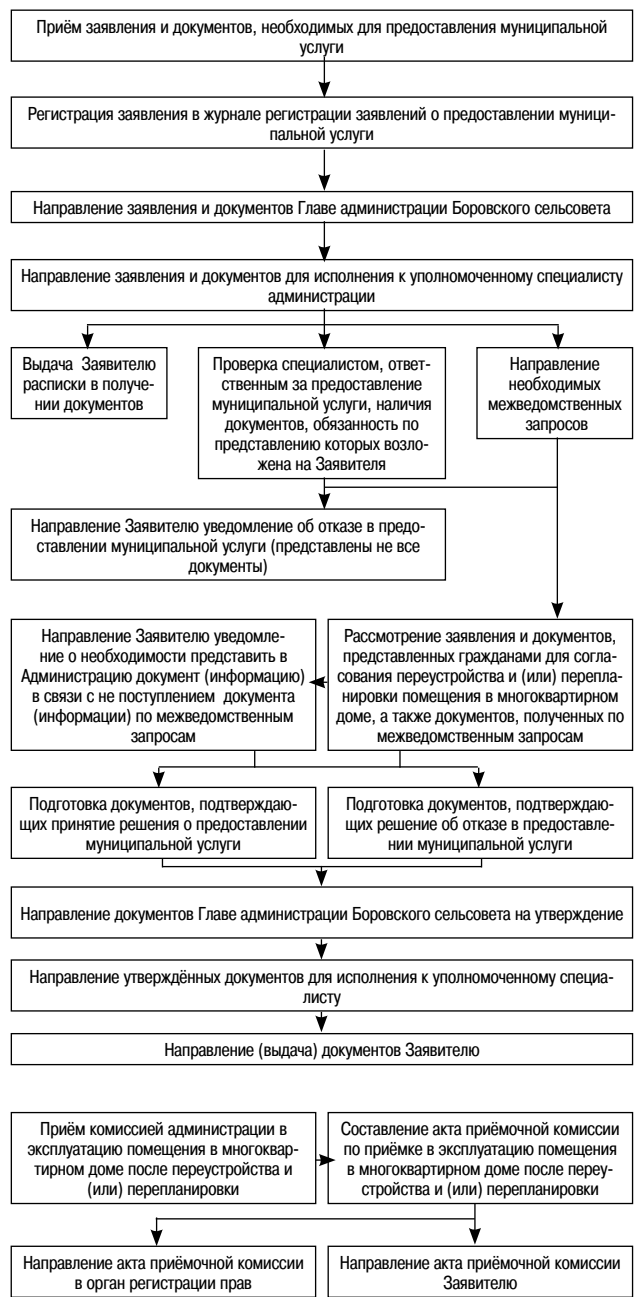 Приём заявления и документов, необходимых для предоставления муниципальной
услуги
Регистрация заявления в журнале регистрации заявлений о предоставлении муници-
пальной услуги
Направление заявления и документов Главе администрации Боровского сельсовета
Направление заявления и документов для исполнения к уполномоченному специалисту
администрации
Выдача Заявителю
расписки в получе-
нии документов
Проверка специалистом, ответ-
ственным за предоставление
муниципальной услуги, наличия
документов, обязанность по
представлению которых возло-
жена на Заявителя
Направление
необходимых
межведомственных
запросов
Направление Заявителю уведомление об отказе в предо-
ставлении муниципальной услуги (представлены не все
документы)
Направление Заявителю уведомле-
ние о необходимости представить в
Администрацию документ (информацию)
в связи с не поступлением документа
(информации) по межведомственным
запросам
Рассмотрение заявления и документов,
представленных гражданами для согла-
сования переустройства и (или) перепла-
нировки помещения в многоквартирном
доме, а также документов, полученных по
межведомственным запросам
Подготовка документов, подтверждаю-
щих принятие решения о предоставлении
муниципальной услуги
Подготовка документов, подтверждаю-
щих решение об отказе в предоставле-
нии муниципальной услуги
Направление документов Главе администрации Боровского сельсовета на утверждение
Направление утверждённых документов для исполнения к уполномоченному специа-
листу
Направление (выдача) документов Заявителю
Приём комиссией администрации в
эксплуатацию помещения в многоквар-
тирном доме после переустройства и
(или) перепланировки
Составление акта приёмочной комиссии
по приёмке в эксплуатацию помещения
в многоквартирном доме после переу-
стройства и (или) перепланировки
Направление акта приёмочной комиссии
в орган регистрации прав
Направление акта приёмочной комиссии
Заявителю